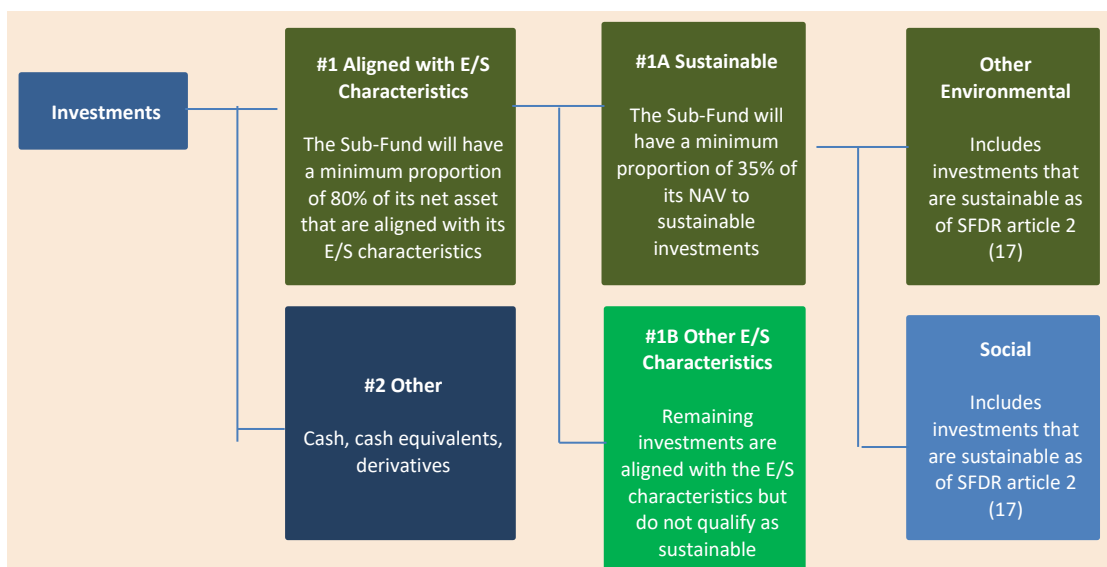 Investments
#1 Aligned with E/S
Characteristics
The Sub-Fund will have
a minimum proportion
of 80% of its net asset
that are aligned with its
E/S characteristics
#2 Other
Cash, cash equivalents,
derivatives
#1A Sustainable
The Sub-Fund will
have a minimum
proportion of 35% of
its NAV to
sustainable
investments
#1B Other E/S
Characteristics
Remaining
investments are
aligned with the E/S
characteristics but
do not qualify as
sustainable
Other
Environmental
Includes
investments that
are sustainable as
of SFDR article 2
(17)
Social
Includes
investments that
are sustainable as
of SFDR article 2
(17)